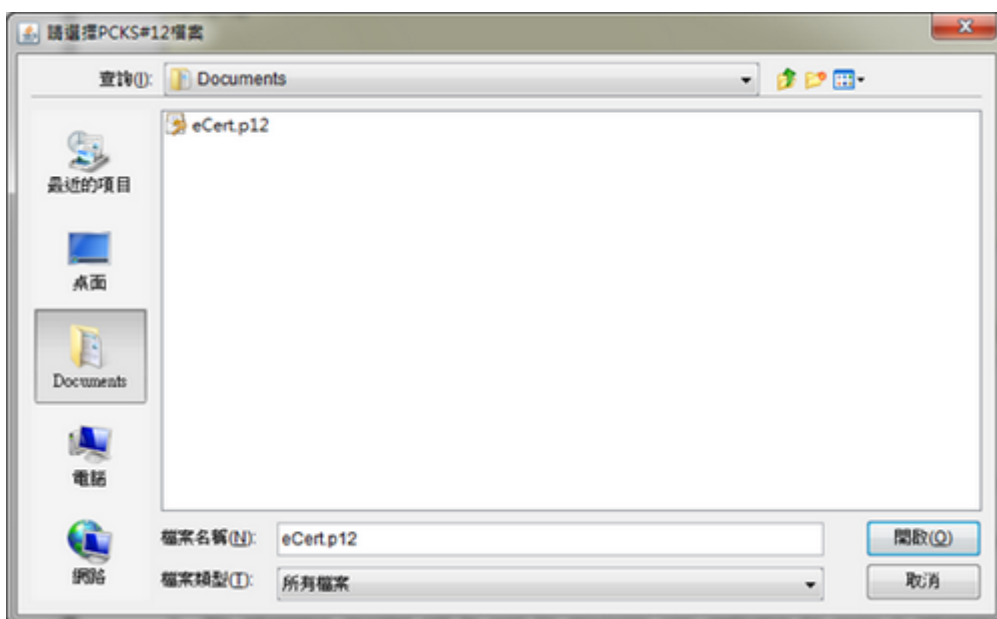 請選擇PCKS#12檔案
查詢(I):
Documents
eCert.p12
最近的項目
桌面
Documents
電腦
網路
檔案名稱(N):
eCert.p12
開啟(O)
檔案類型(T):
所有檔案
取消